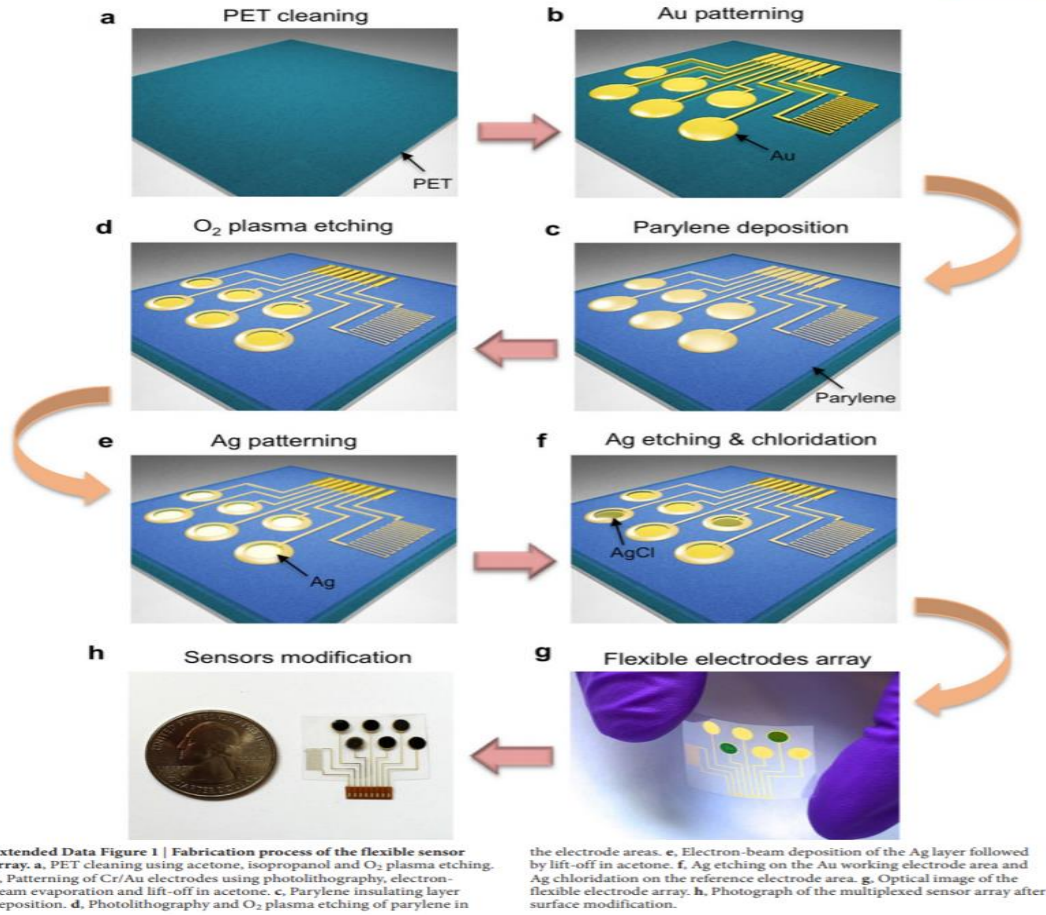 a PET cleaning
PET
b Au patterning
Au
d O₂ plasma etching
c Parylene deposition
Parylene
e Ag patterning
Ag
f Ag etching & chloridation
AgCl
h Sensors modification
g Flexible electrodes array
xtended Data Figure 1 | Fabrication process of the flexible sensor
rray. a, PET cleaning using acetone, isopropanol and O₂ plasma etching.
, Patterning of Cr/Au electrodes using photolithography, electron-
eam evaporation and lift-off in acetone. c, Parylene insulating layer
eposition. d, Photolithography and O₂ plasma etching of parylene in
the electrode areas. e, Electron-beam deposition of the Ag layer followed
by lift-off in acetone. f, Ag etching on the Au working electrode area and
Ag chloridation on the reference electrode area. g, Optical image of the
flexible electrode array. h, Photograph of the multiplexed sensor array after
surface modification.